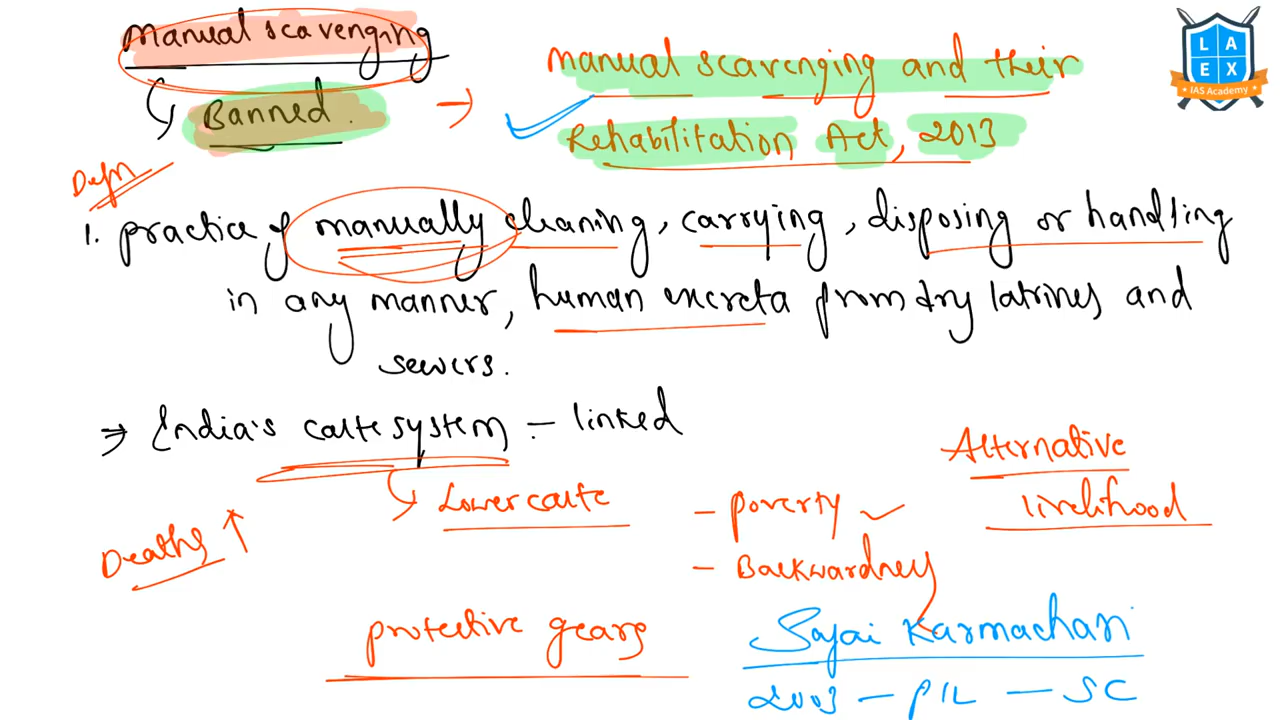 Manual scavenging
Banned.
manual scavenging and their
Rehabilitation Act, 2013
L A
E X
IAS Academy
Defn
1. practice of manually cleaning, carrying, disposing or handling
in any manner, human excreta from dry latrines and
sewers.
⇒ India's caste system - linked
Lower caste
- poverty ✓
- Backwardness
Alternative
livelihood
Deaths ↑
protective gears
Safai Karmachari
2003 - PIL - SC